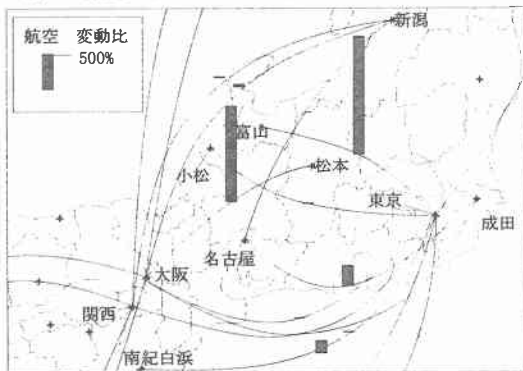 航空 変動比
500%
新潟
富山
小松
松本
東京
成田
名古屋
大阪
関西
南紀白浜